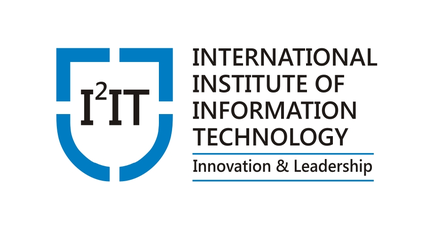 I²IT
INTERNATIONAL
INSTITUTE OF
INFORMATION
TECHNOLOGY
Innovation & Leadership